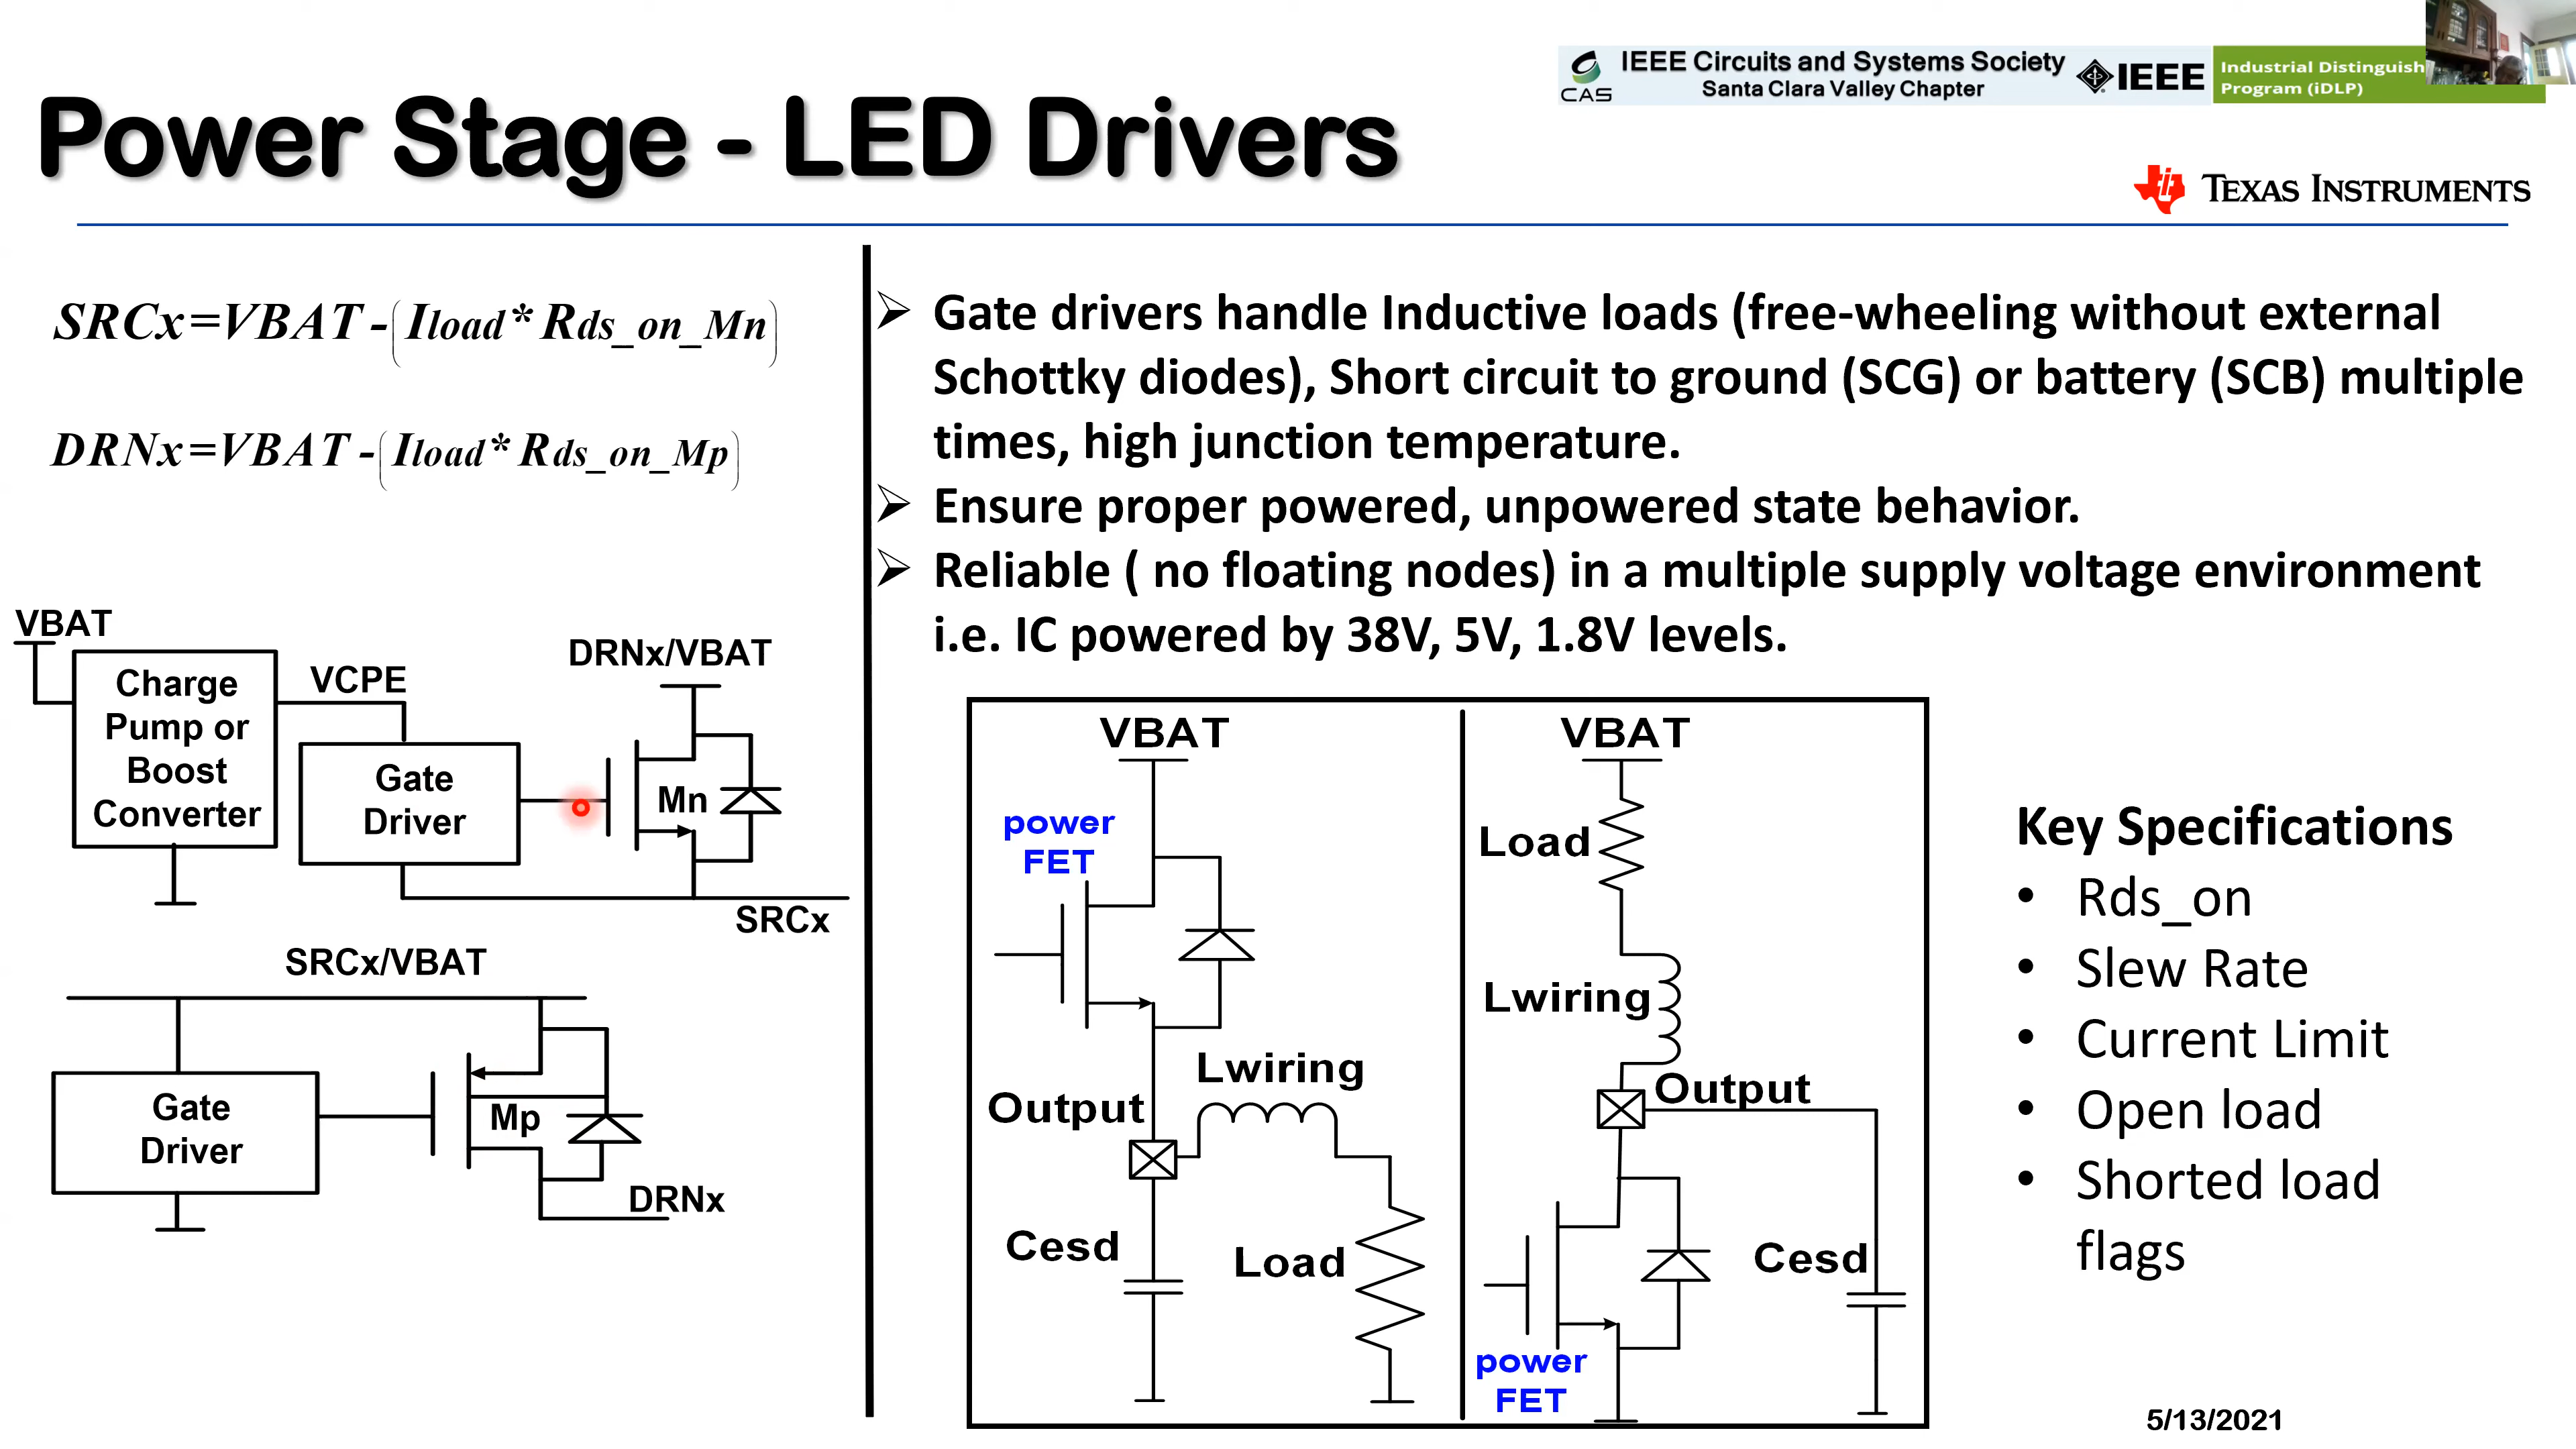 IEEE Circuits and Systems Society
Santa Clara Valley Chapter
CAS
IEEE
Industrial Distinguish
Program (iDLP)
Power Stage - LED Drivers
TEXAS INSTRUMENTS
SRCx=VBAT-(Iload*Rds_on_Mn)
DRNx=VBAT-(Iload*Rds_on_Mp)
VBAT
Charge
Pump or
Boost
Converter
VCPE
Gate
Driver
DRNx/VBAT
Mn
SRCx
SRCx/VBAT
Gate
Driver
Mp
DRNx
➢ Gate drivers handle Inductive loads (free-wheeling without external
Schottky diodes), Short circuit to ground (SCG) or battery (SCB) multiple
times, high junction temperature.
➢ Ensure proper powered, unpowered state behavior.
➢ Reliable ( no floating nodes) in a multiple supply voltage environment
i.e. IC powered by 38V, 5V, 1.8V levels.
VBAT
power
FET
Output
Lwiring
Cesd
Load
VBAT
Load
Lwiring
Output
Cesd
power
FET
Key Specifications
• Rds_on
• Slew Rate
• Current Limit
• Open load
• Shorted load
flags
5/13/2021